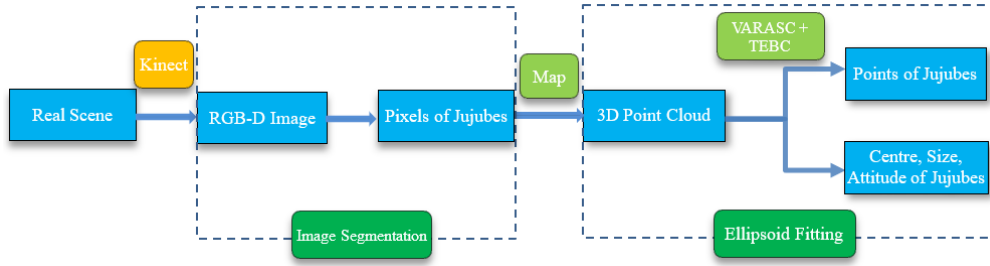 VARASC +
TEBC
Kinect
Map
Points of Jujubes
Real Scene
RGB-D Image
Pixels of Jujubes
3D Point Cloud
Centre, Size,
Attitude of Jujubes
Image Segmentation
Ellipsoid Fitting